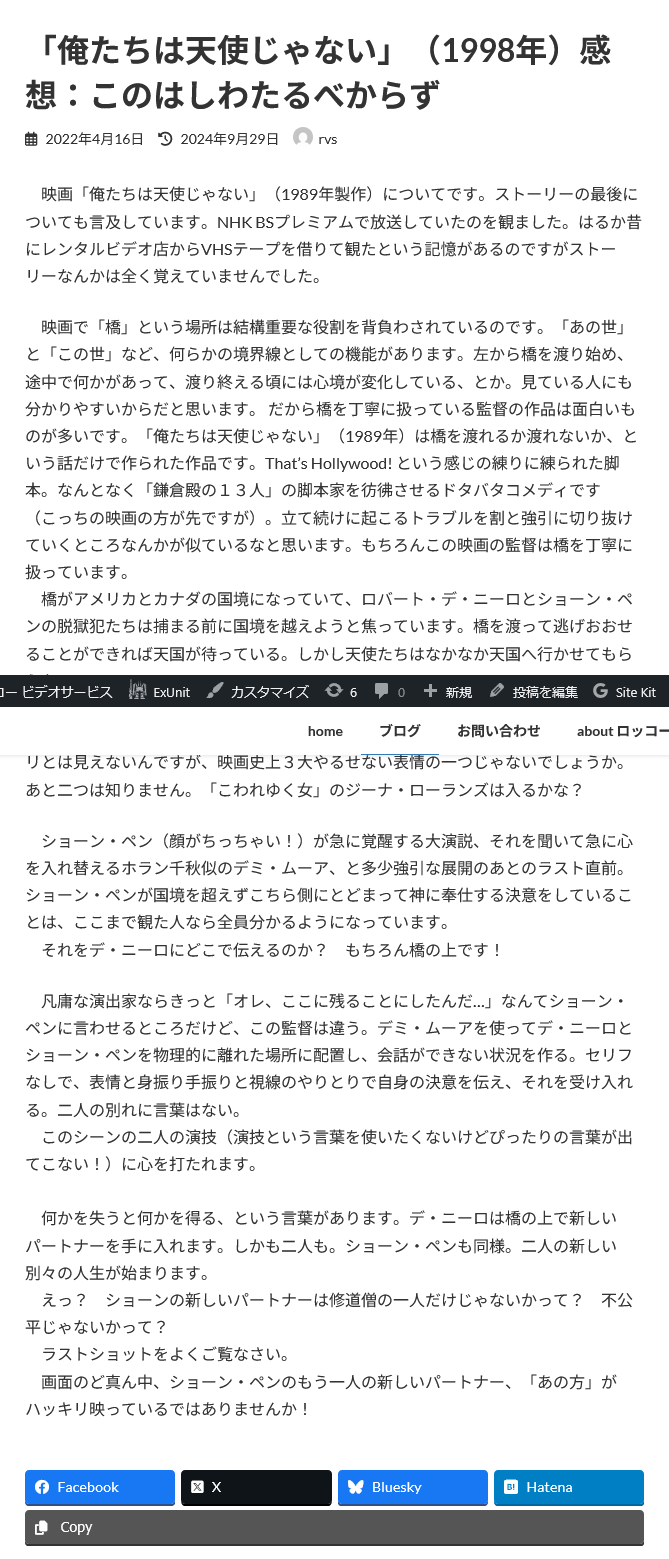 「俺たちは天使じゃない」（1998年）感
想：このはしわたるべからず
2022年4月16日 2024年9月29日 rvs
映画「俺たちは天使じゃない」（1989年製作）についてです。ストーリーの最後に
ついても言及しています。NHK BSプレミアムで放送していたのを観ました。はるか昔
にレンタルビデオ店からVHSテープを借りて観たという記憶があるのですがストー
リーなんかは全く覚えていませんでした。
映画で「橋」という場所は結構重要な役割を背負わされているのです。「あの世」
と「この世」など、何らかの境界線としての機能があります。左から橋を渡り始め、
途中で何かがあって、渡り終える頃には心境が変化している、とか。見ている人にも
分かりやすいからだと思います。 だから橋を丁寧に扱っている監督の作品は面白いも
のが多いです。「俺たちは天使じゃない」（1989年）は橋を渡れるか渡れないか、と
いう話だけで作られた作品です。That’s Hollywood! という感じの練りに練られた脚
本。なんとなく「鎌倉殿の１３人」の脚本家を彷彿させるドタバタコメディです
（こっちの映画の方が先ですが）。立て続けに起こるトラブルを割と強引に切り抜け
ていくところなんかが似ているなと思います。もちろんこの映画の監督は橋を丁寧に
扱っています。
橋がアメリカとカナダの国境になっていて、ロバート・デ・ニーロとショーン・ペ
ンの脱獄犯たちは捕まる前に国境を越えようと焦っています。橋を渡って逃げおおせ
ることができれば天国が待っている。しかし天使たちはなかなか天国へ行かせてもら
コー ビデオサービス ExUnit カスタマイズ 6 0 新規 投稿を編集 Site Kit
home ブログ お問い合わせ about ロッコー
リとは見えないんですが、映画史上３大やるせない表情の一つじゃないでしょうか。
あと二つは知りません。「こわれゆく女」のジーナ・ローランズは入るかな？
ショーン・ペン（顔がちっちゃい！）が急に覚醒する大演説、それを聞いて急に心
を入れ替えるホラン千秋似のデミ・ムーア、と多少強引な展開のあとのラスト直前。
ショーン・ペンが国境を超えずこちら側にとどまって神に奉仕する決意をしているこ
とは、ここまで観た人なら全員分かるようになっています。
それをデ・ニーロにどこで伝えるのか？　もちろん橋の上です！
凡庸な演出家ならきっと「オレ、ここに残ることにしたんだ…」なんてショーン・
ペンに言わせるところだけど、この監督は違う。デミ・ムーアを使ってデ・ニーロと
ショーン・ペンを物理的に離れた場所に配置し、会話ができない状況を作る。セリフ
なしで、表情と身振り手振りと視線のやりとりで自身の決意を伝え、それを受け入れ
る。二人の別れに言葉はない。
このシーンの二人の演技（演技という言葉を使いたくないけどぴったりの言葉が出
てこない！）に心を打たれます。
何かを失うと何かを得る、という言葉があります。デ・ニーロは橋の上で新しい
パートナーを手に入れます。しかも二人も。ショーン・ペンも同様。二人の新しい
別々の人生が始まります。
えっ？　ショーンの新しいパートナーは修道僧の一人だけじゃないかって？　不公
平じゃないかって？
ラストショットをよくご覧なさい。
画面のど真ん中、ショーン・ペンのもう一人の新しいパートナー、「あの方」が
ハッキリ映っているではありませんか！
Facebook X Bluesky B! Hatena
Copy